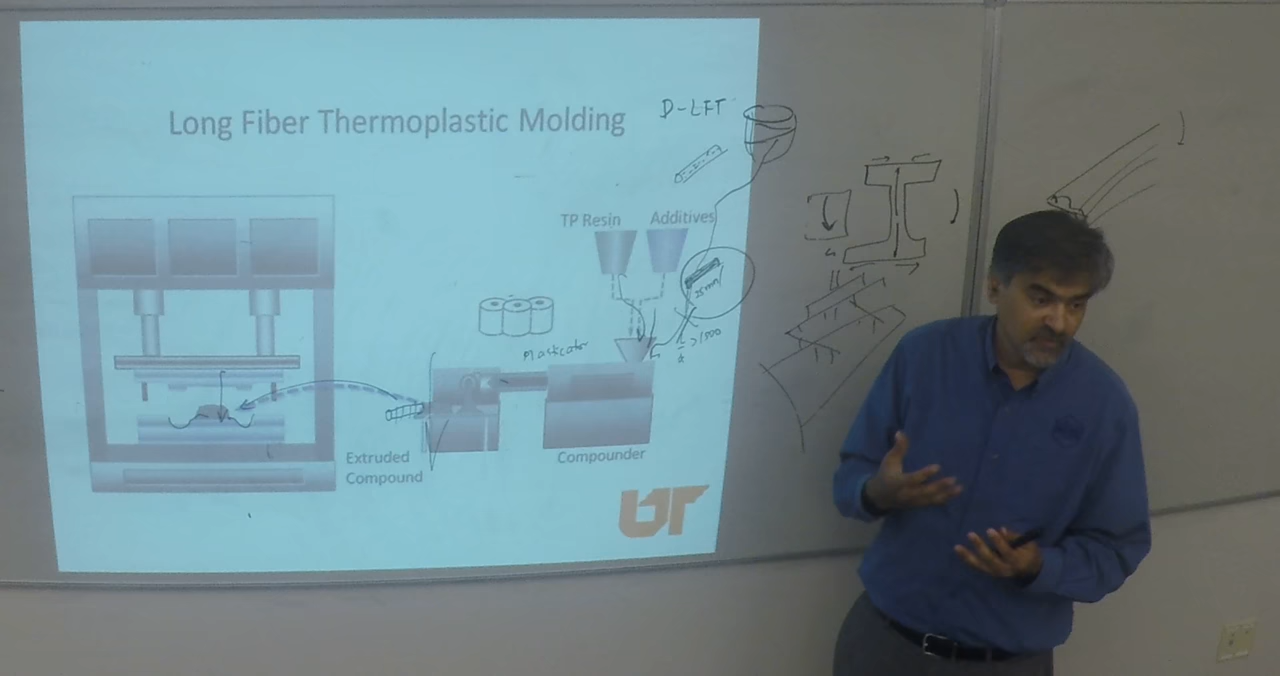 Long Fiber Thermoplastic Molding
D-LFT
TP Resin
Additives
25mm
Plasticator
>1500
Extruded
Compound
Compounder
UT